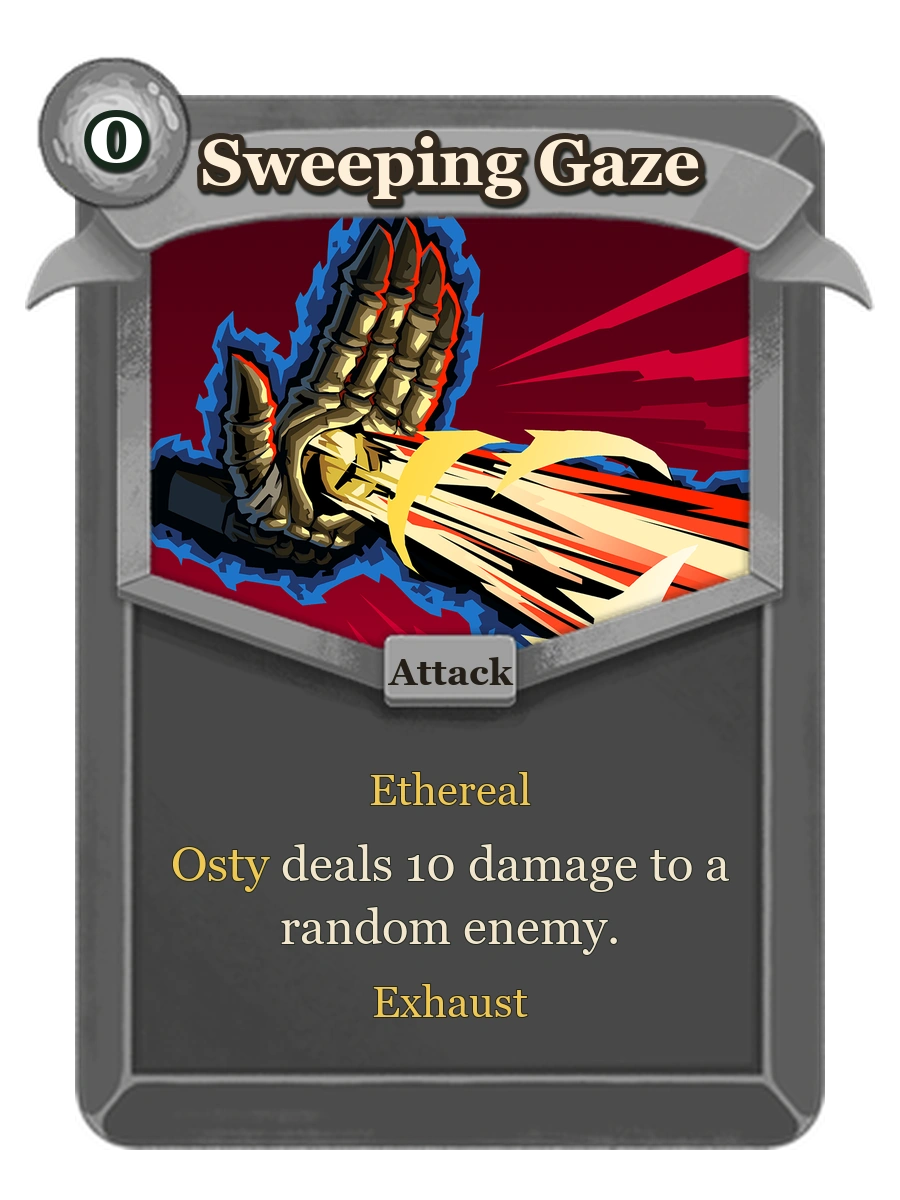 0
Sweeping Gaze
Attack
Ethereal
Osty deals 10 damage to a
random enemy.
Exhaust